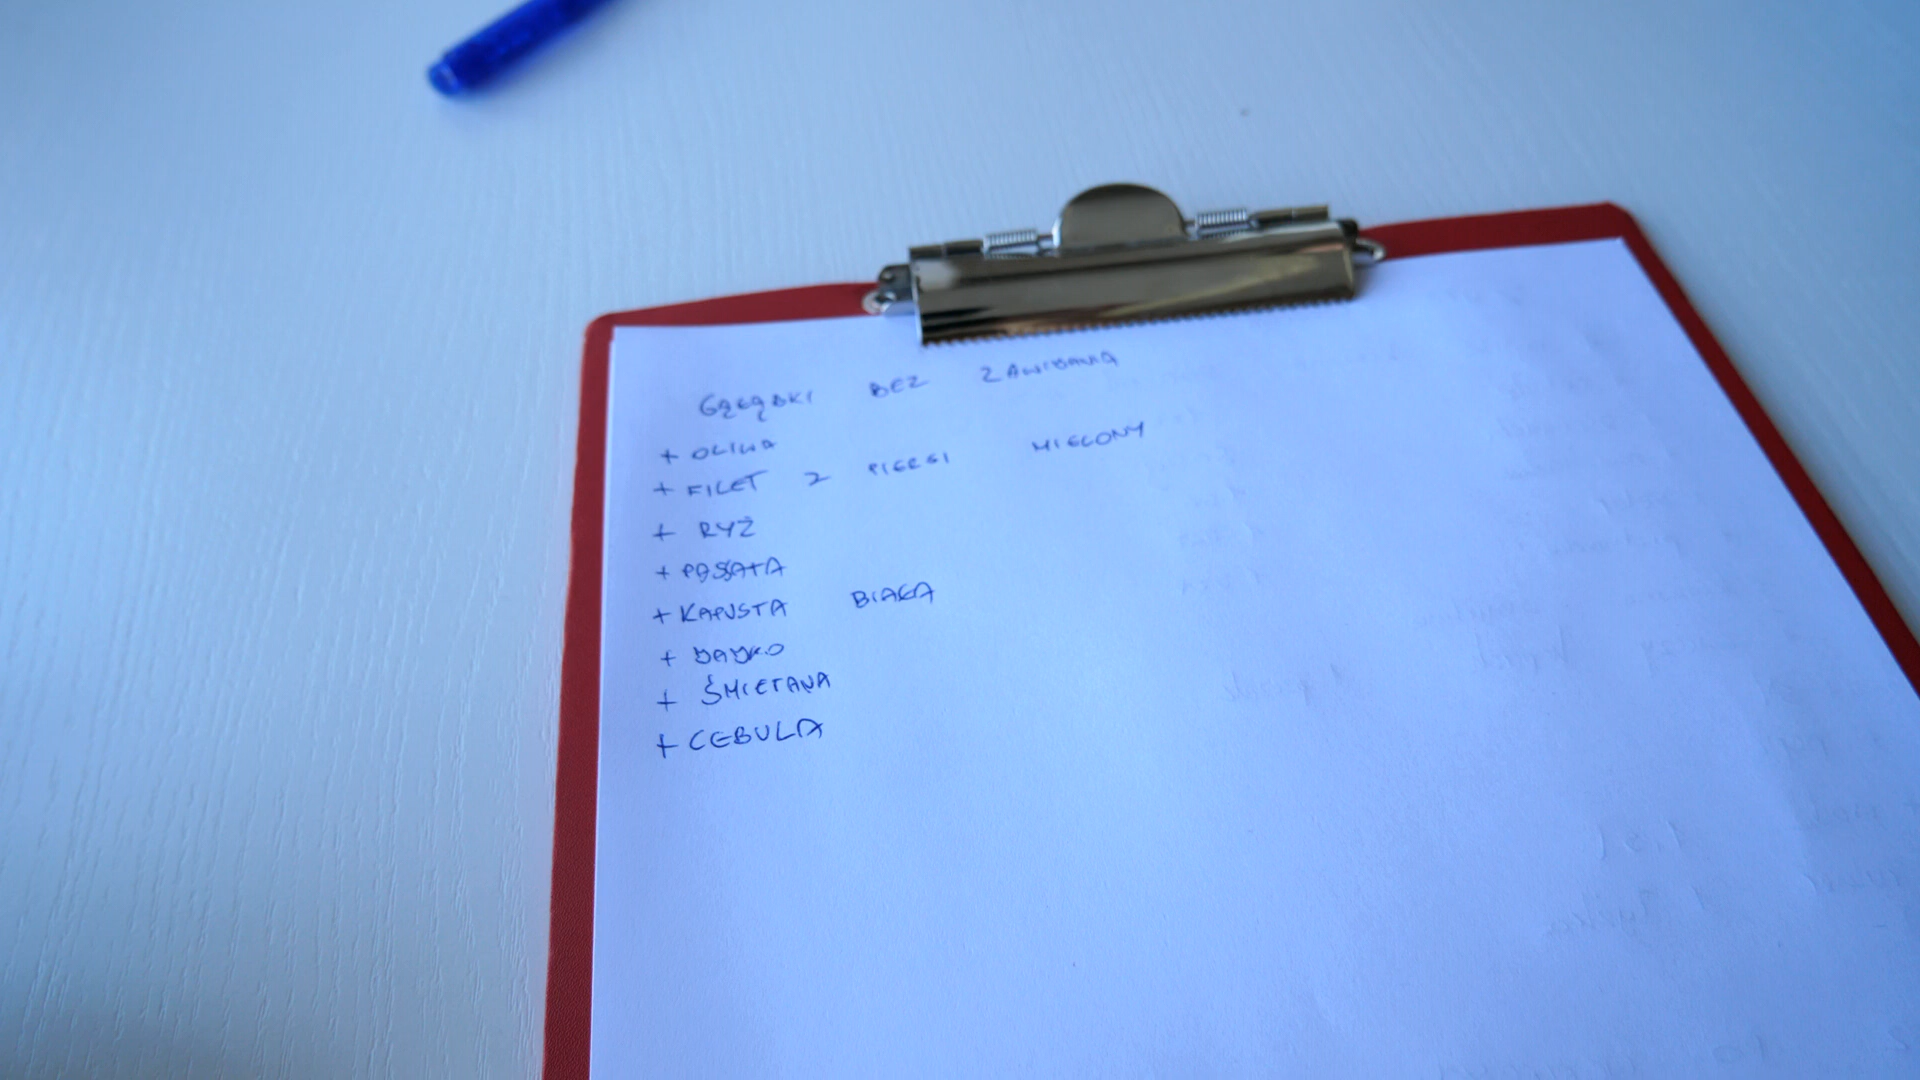 GOŁĄBKI BEZ ZAWIJANIA
+ OLIWA
+ FILET Z PIERSI MIELONY
+ RYŻ
+ PASSATA
+ KAPUSTA BIAŁA
+ JAJKO
+ ŚMIETANA
+ CEBULA